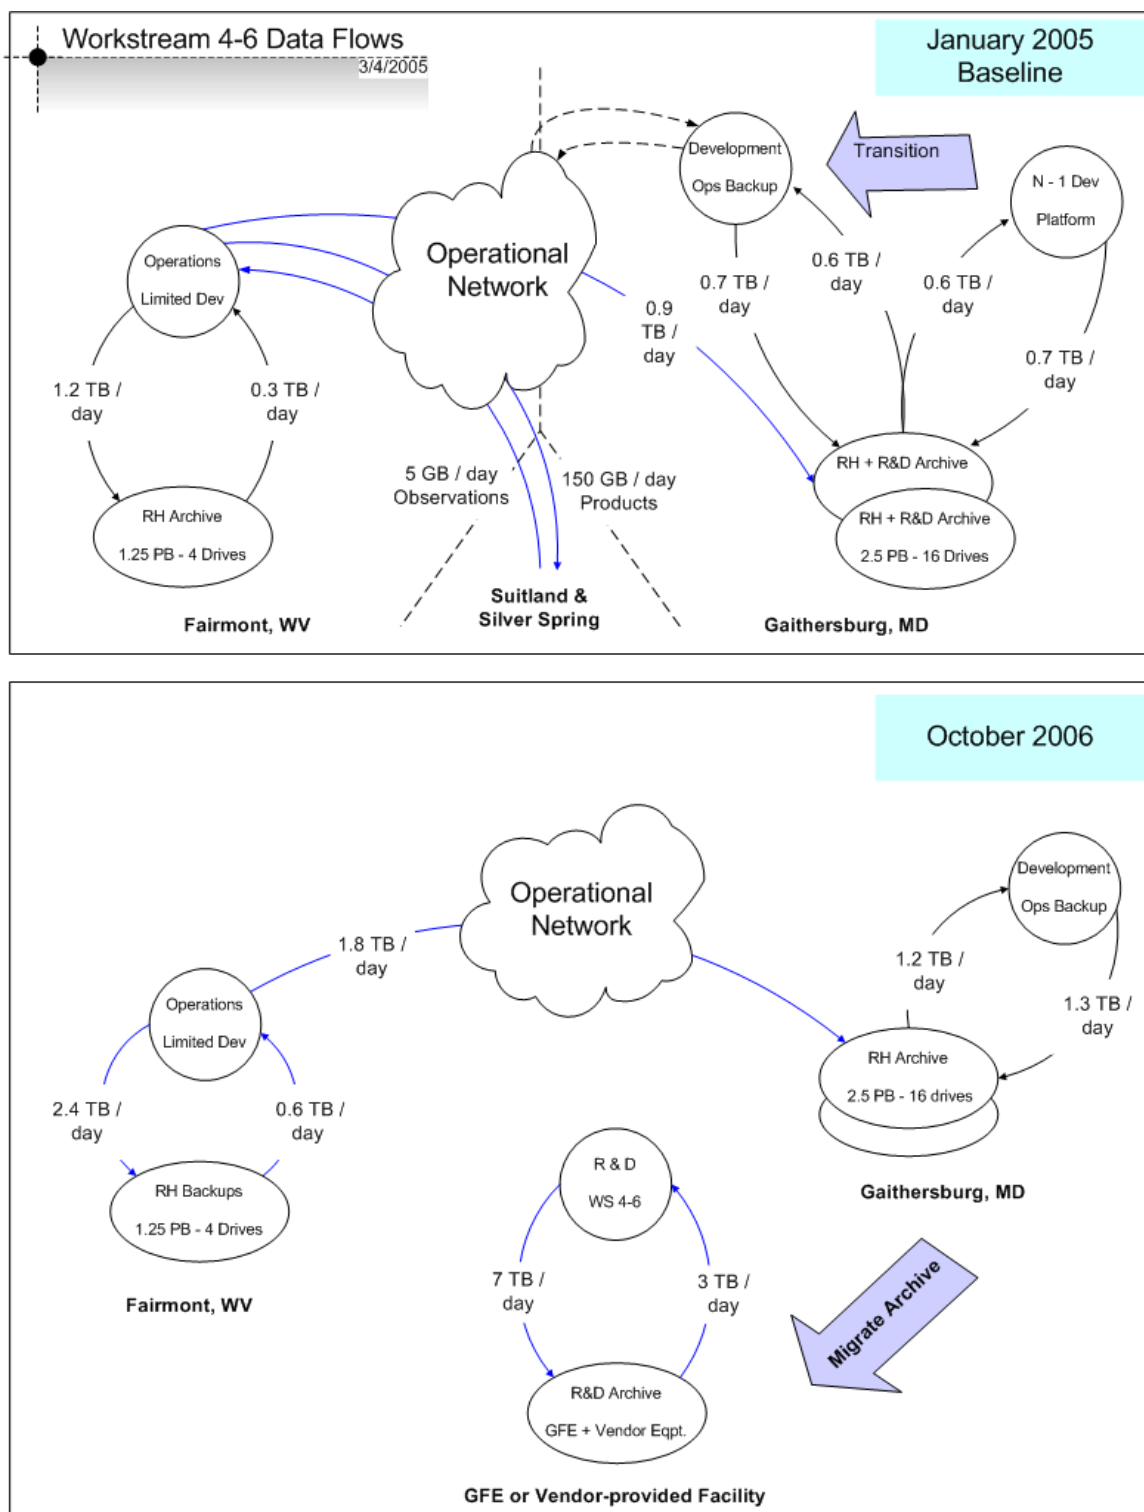 Workstream 4-6 Data Flows
3/4/2005
January 2005
Baseline
Transition
Development
Ops Backup
N - 1 Dev
Platform
Operational
Network
Operations
Limited Dev
0.6 TB /
day
0.7 TB /
day
0.6 TB /
day
0.9
TB /
day
0.7 TB /
day
1.2 TB /
day
0.3 TB /
day
RH + R&D Archive
5 GB / day
Observations
150 GB / day
Products
RH Archive
1.25 PB - 4 Drives
RH + R&D Archive
2.5 PB - 16 Drives
Suitland &
Silver Spring
Fairmont, WV
Gaithersburg, MD
October 2006
Operational
Network
Development
Ops Backup
1.8 TB /
day
1.2 TB /
day
1.3 TB /
day
Operations
Limited Dev
RH Archive
2.5 PB - 16 drives
2.4 TB /
day
0.6 TB /
day
R & D
WS 4-6
RH Backups
1.25 PB - 4 Drives
Gaithersburg, MD
7 TB /
day
3 TB /
day
Fairmont, WV
Migrate Archive
R&D Archive
GFE + Vendor Eqpt.
GFE or Vendor-provided Facility